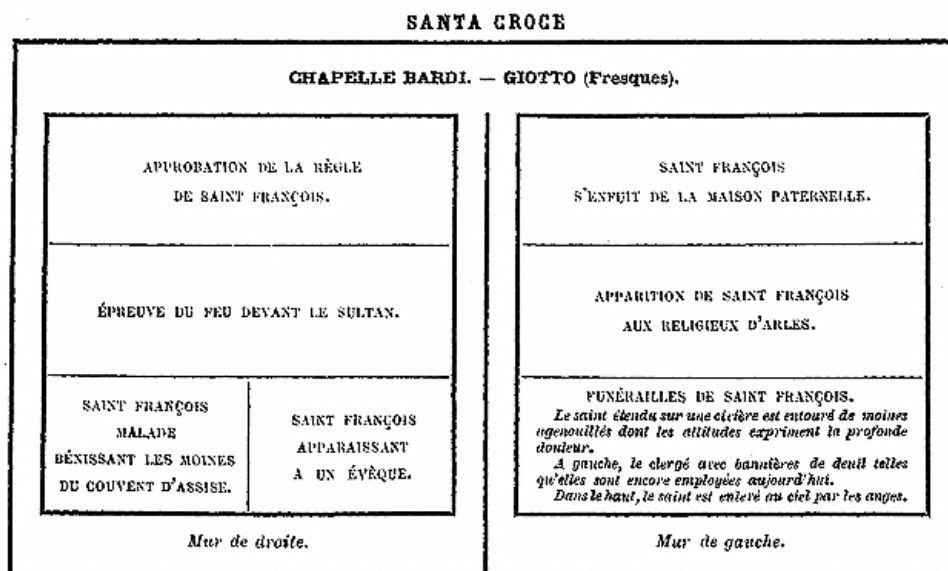 SANTA CROCE
CHAPELLE BARDI. — GIOTTO (Fresques).
APPROBATION DE LA RÈGLE
DE SAINT FRANÇOIS.
ÉPREUVE DU FEU DEVANT LE SULTAN.
SAINT FRANÇOIS
MALADE
BÉNISSANT LES MOINES
DU COUVENT D'ASSISE.
SAINT FRANÇOIS
APPARAISSANT
A UN ÉVÊQUE.
Mur de droite.
SAINT FRANÇOIS
S'ENFUIT DE LA MAISON PATERNELLE.
APPARITION DE SAINT FRANÇOIS
AUX RELIGIEUX D'ARLES.
FUNÉRAILLES DE SAINT FRANÇOIS.
Le saint étendu sur une civière est entouré de moines
agenouillés dont les attitudes expriment la profonde
douleur.
A gauche, le clergé avec bannières de deuil telles
qu'elles sont encore employées aujourd'hui.
Dans le haut, le saint est enlevé au ciel par les anges.
Mur de gauche.